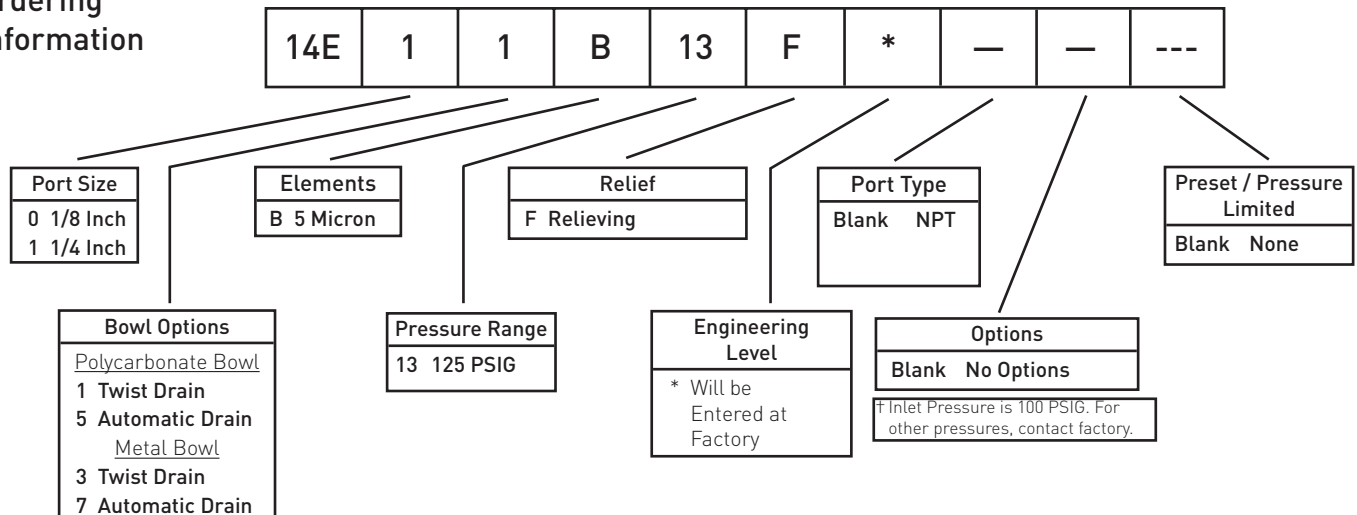 nformation
14E 1 1 B 13 F * — — ---
Port Size
0 1/8 Inch
1 1/4 Inch
Elements
B 5 Micron
Relief
F Relieving
Port Type
Blank NPT
Preset / Pressure
Limited
Blank None
Bowl Options
Polycarbonate Bowl
1 Twist Drain
5 Automatic Drain
Metal Bowl
3 Twist Drain
7 Automatic Drain
Pressure Range
13 125 PSIG
Engineering
Level
* Will be
Entered at
Factory
Options
Blank No Options
† Inlet Pressure is 100 PSIG. For
other pressures, contact factory.